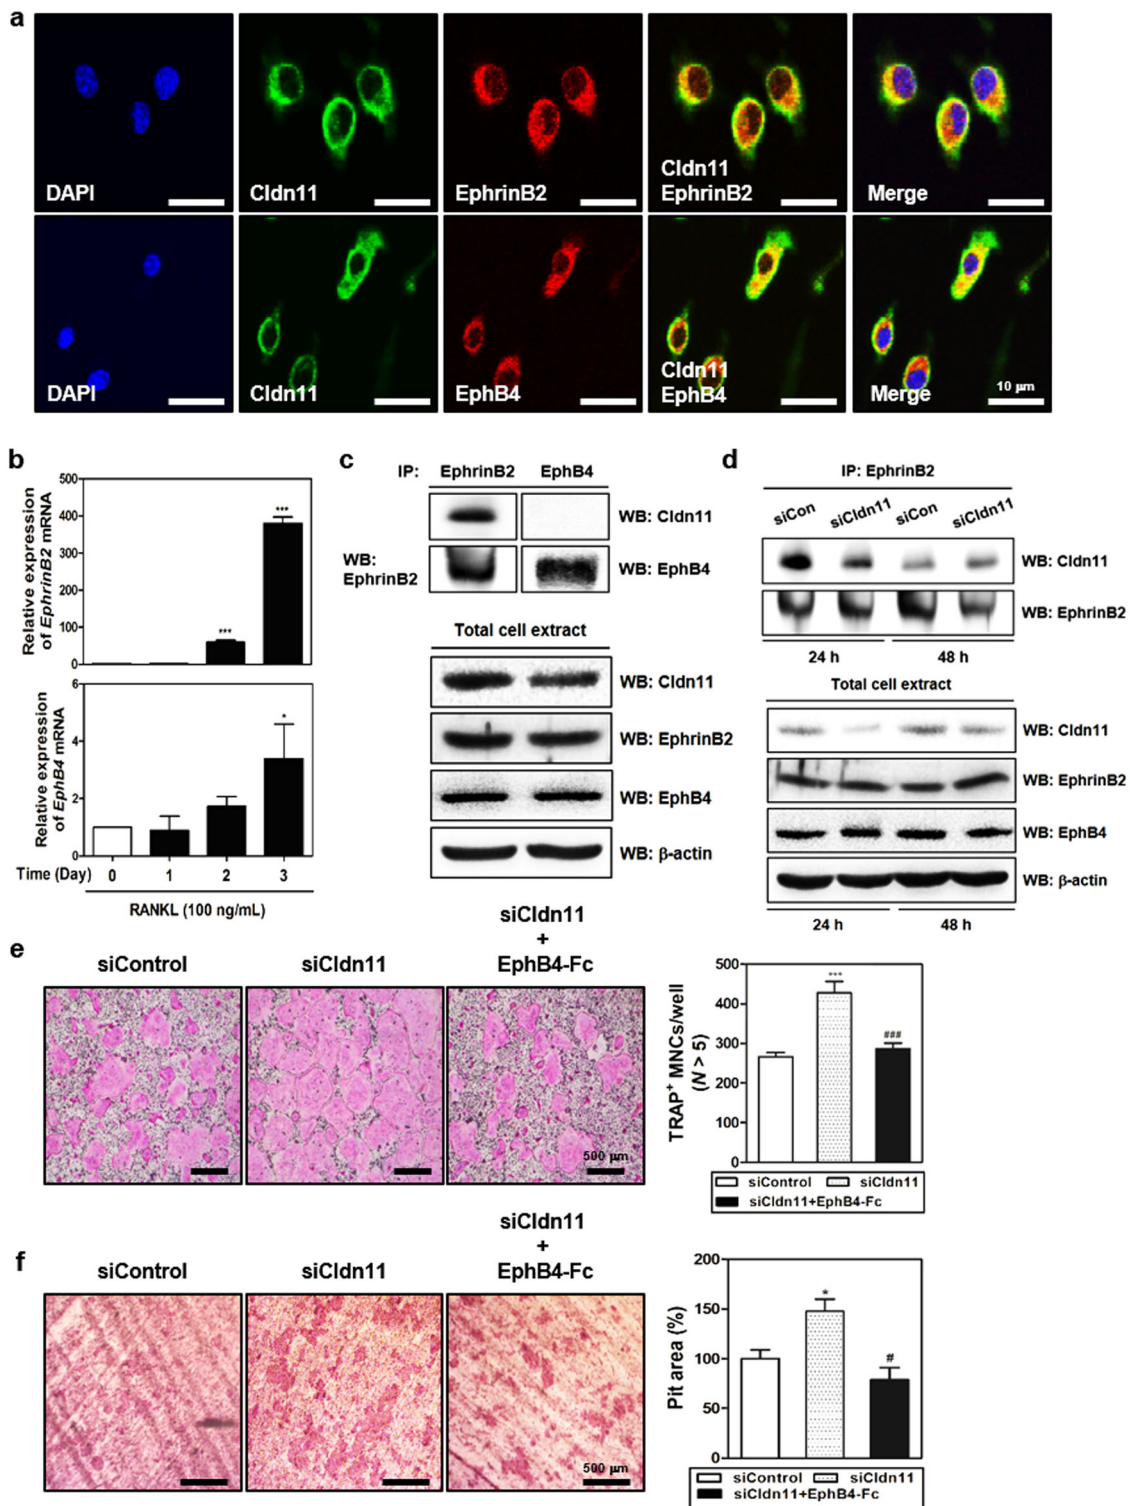 a
DAPI
Cldn11
EphrinB2
Cldn11
EphrinB2
Merge
DAPI
Cldn11
EphB4
Cldn11
EphB4
Merge
10 μm
b
Relative expression
of EphrinB2 mRNA
500
400
300
200
100
0
***
***
Relative expression
of EphB4 mRNA
6
4
2
0
*
Time (Day) 0 1 2 3
RANKL (100 ng/mL)
c
IP: EphrinB2 EphB4
WB: Cldn11
WB:
EphrinB2
WB: EphB4
Total cell extract
WB: Cldn11
WB: EphrinB2
WB: EphB4
WB: β-actin
d
IP: EphrinB2
siCon siCldn11 siCon siCldn11
WB: Cldn11
WB: EphrinB2
24 h 48 h
Total cell extract
WB: Cldn11
WB: EphrinB2
WB: EphB4
WB: β-actin
24 h 48 h
e
siControl
siCldn11
siCldn11
+
EphB4-Fc
500 μm
TRAP+ MNCs/well
(N > 5)
500
400
300
200
100
0
***
###
siControl siCldn11
siCldn11+EphB4-Fc
f
siControl
siCldn11
siCldn11
+
EphB4-Fc
500 μm
Pit area (%)
200
150
100
50
0
*
#
siControl siCldn11
siCldn11+EphB4-Fc